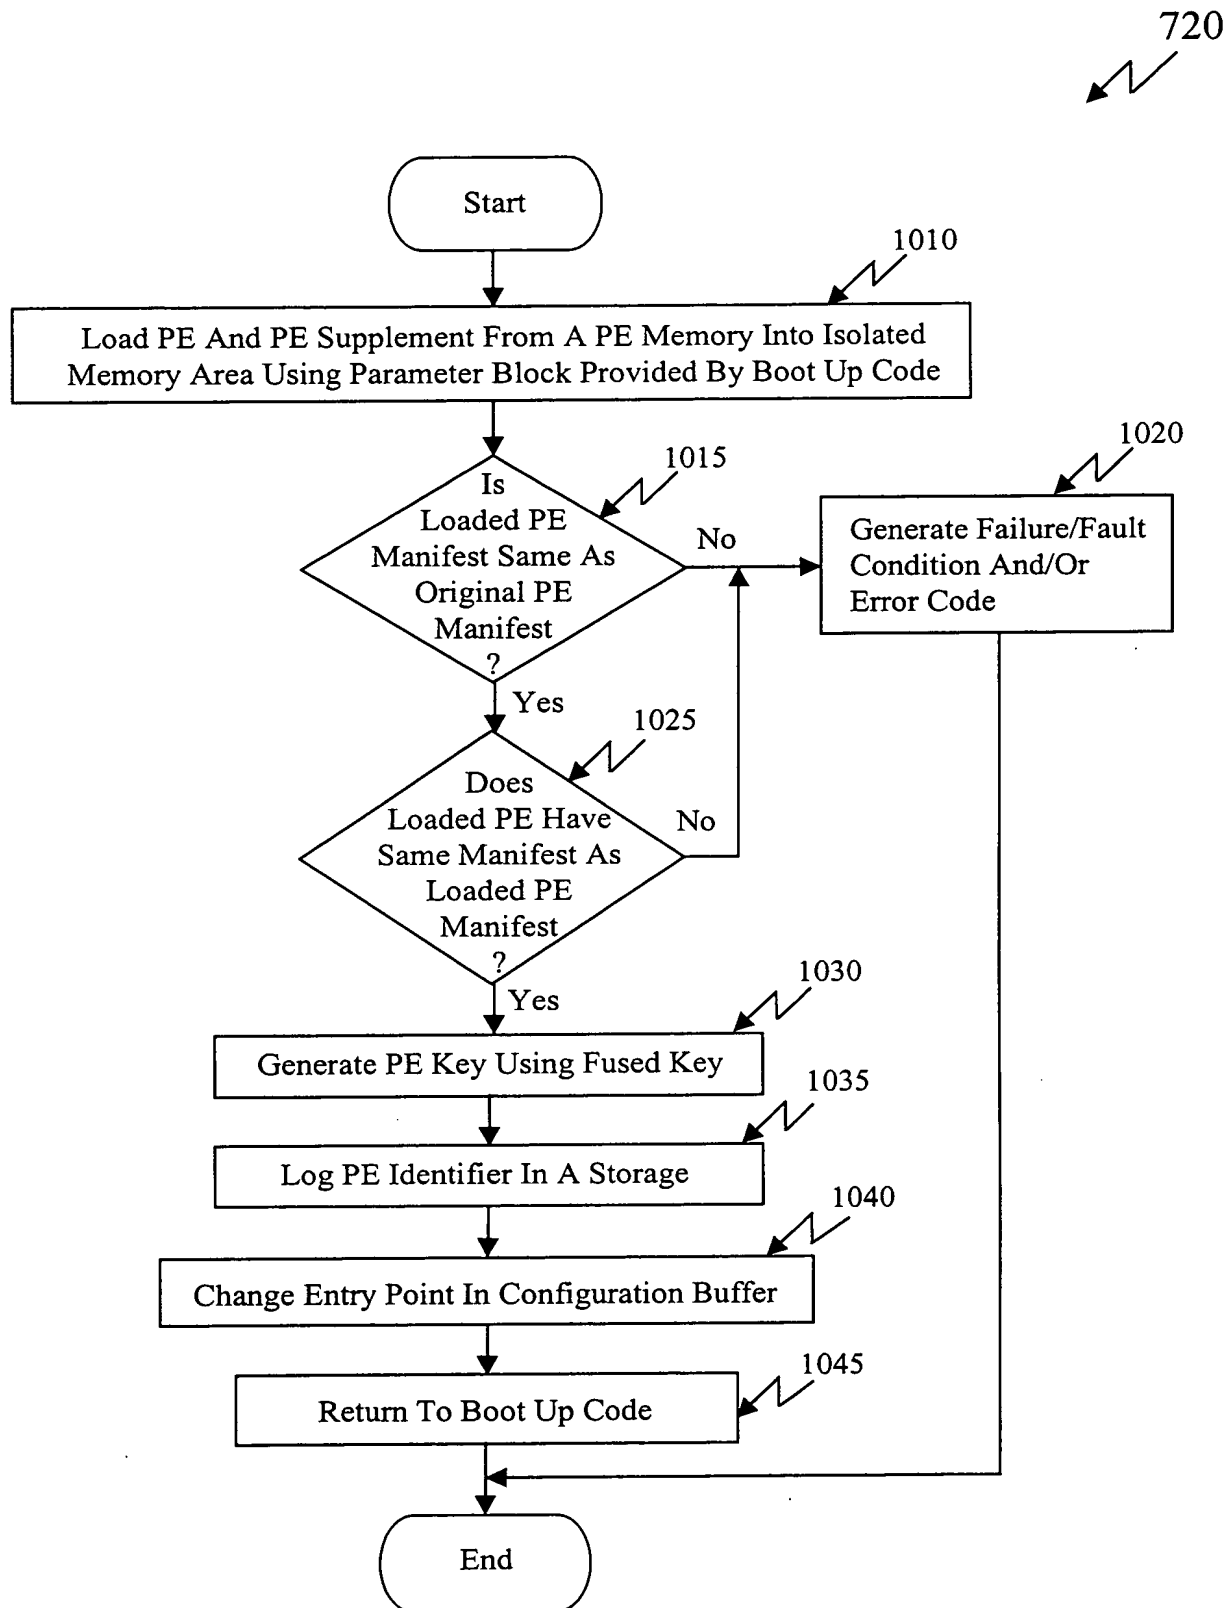 720
Start
1010
Load PE And PE Supplement From A PE Memory Into Isolated
Memory Area Using Parameter Block Provided By Boot Up Code
1015
Is
Loaded PE
Manifest Same As
Original PE
Manifest
?
No
1020
Generate Failure/Fault
Condition And/Or
Error Code
Yes
1025
Does
Loaded PE Have
Same Manifest As
Loaded PE
Manifest
?
No
Yes
1030
Generate PE Key Using Fused Key
1035
Log PE Identifier In A Storage
1040
Change Entry Point In Configuration Buffer
1045
Return To Boot Up Code
End